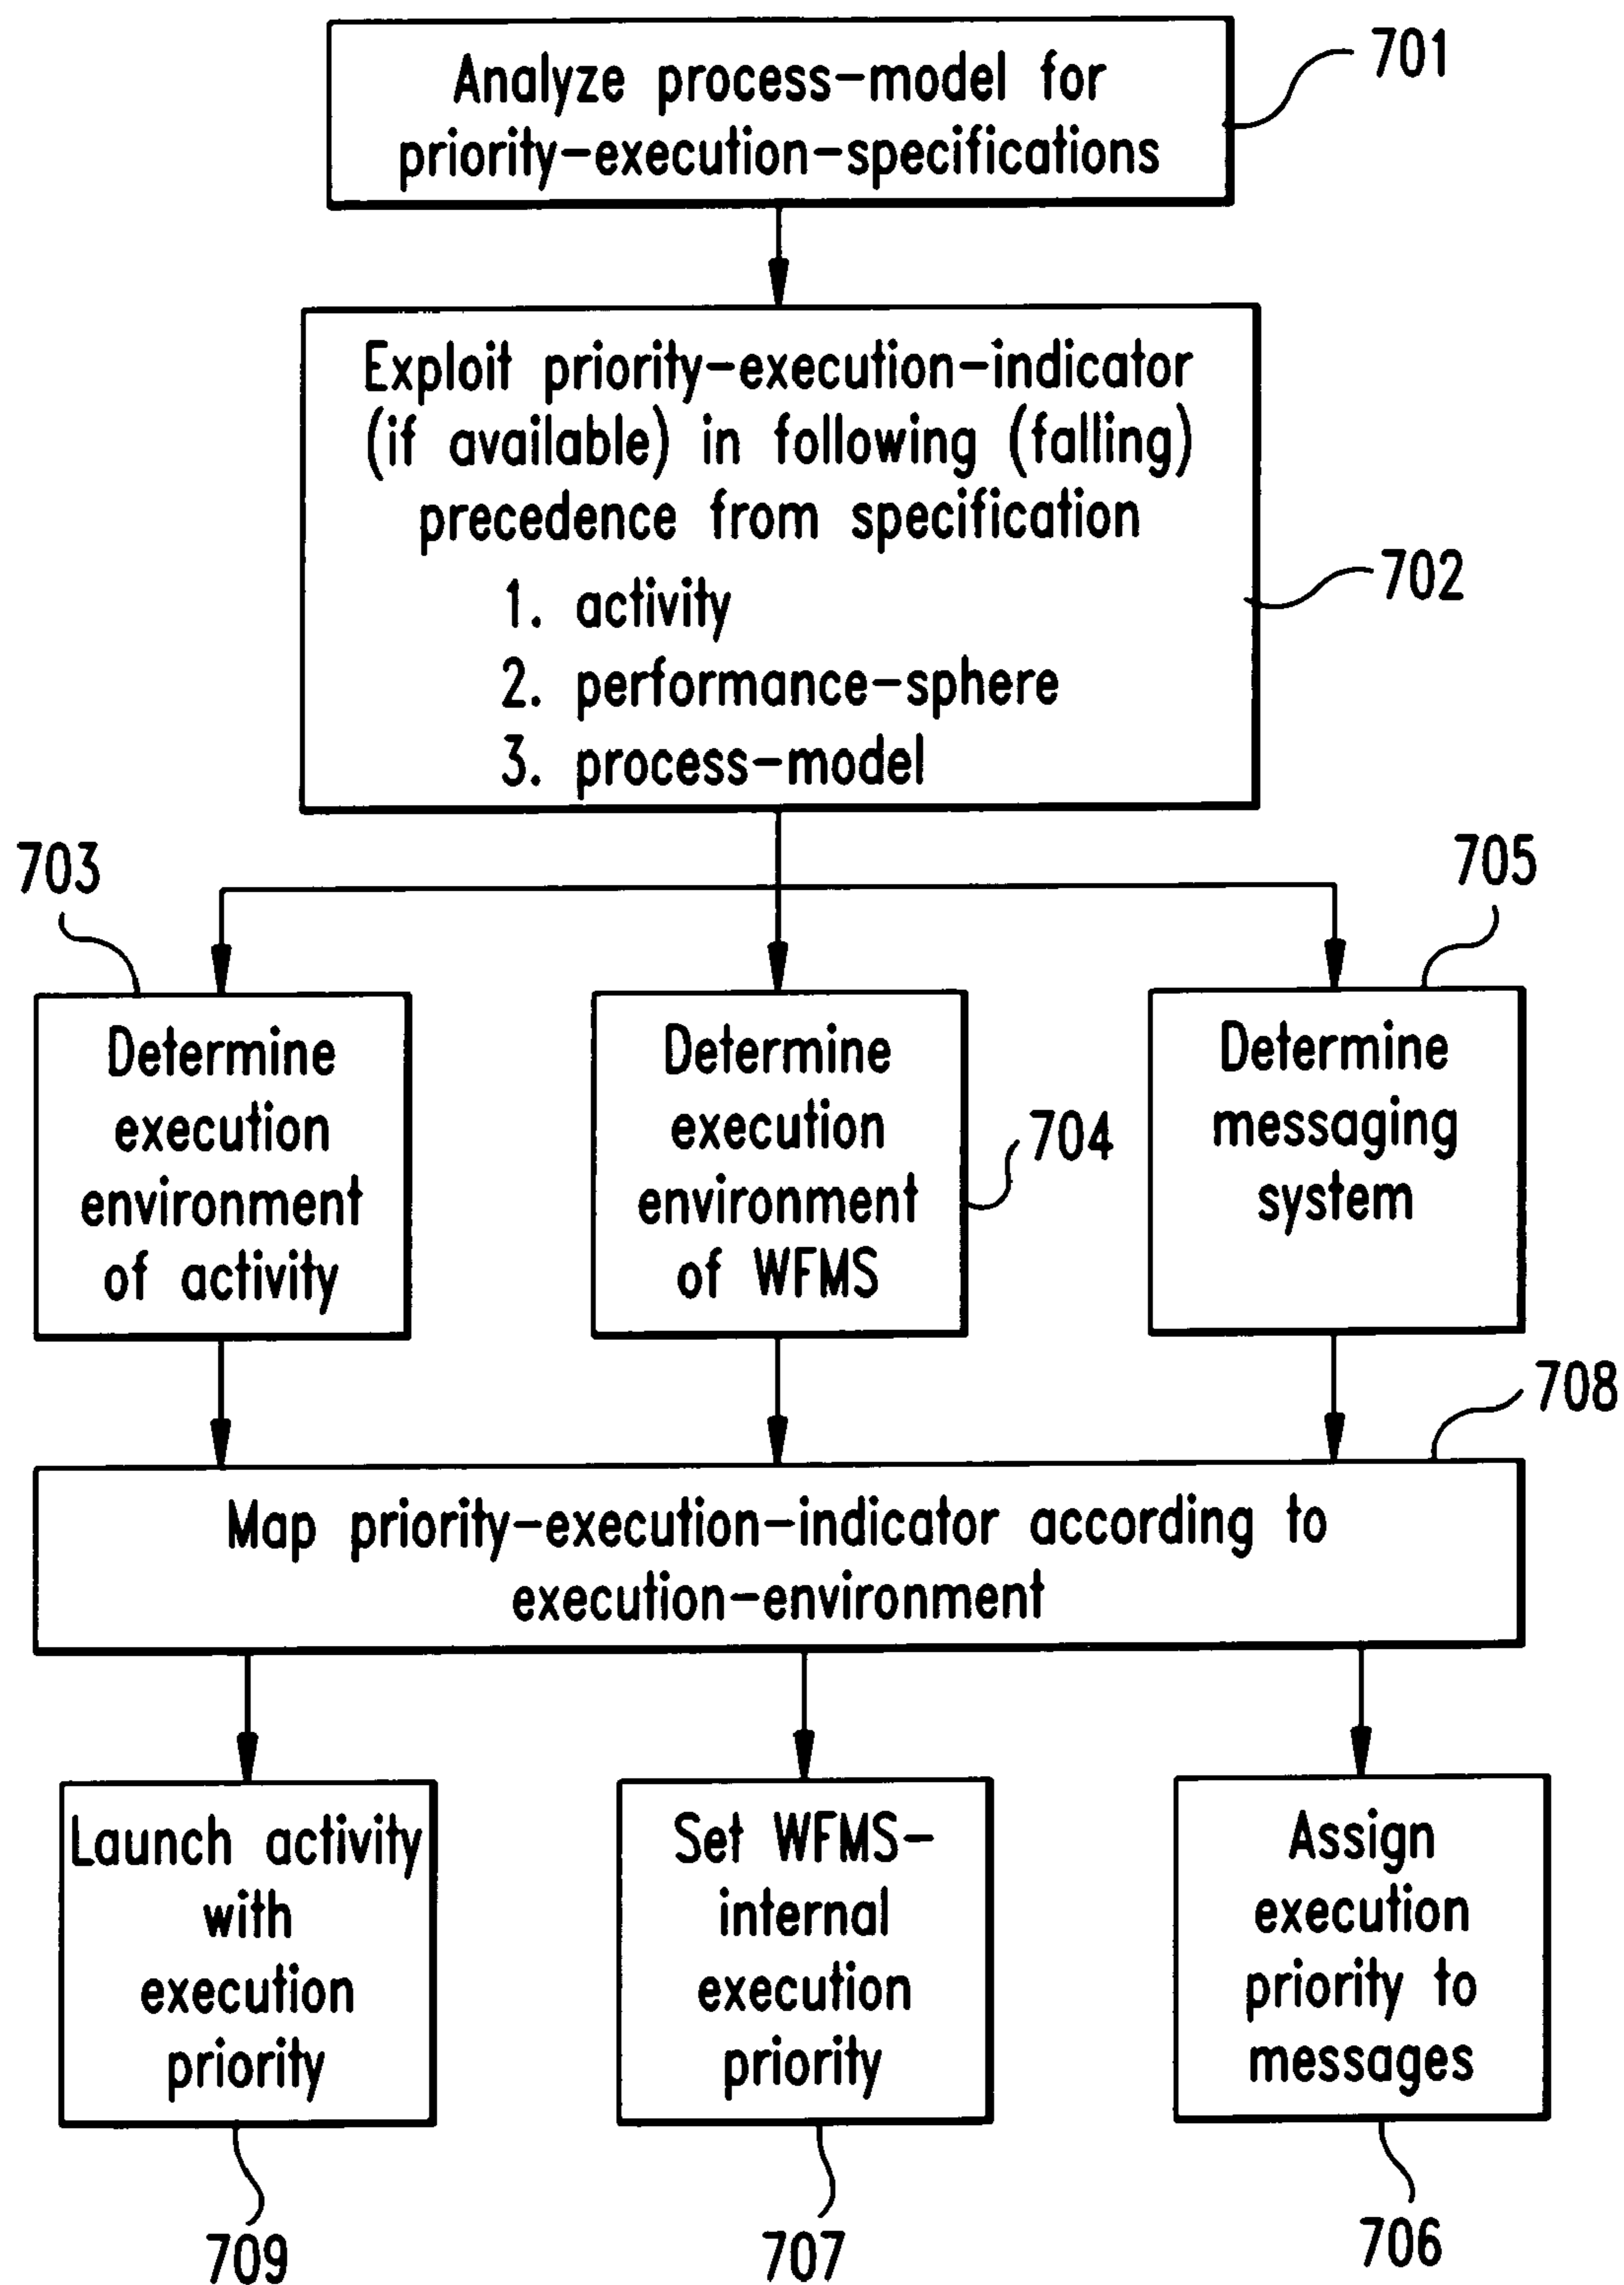 Analyze process-model for
priority-execution-specifications
701
Exploit priority-execution-indicator
(if available) in following (falling)
precedence from specification
1. activity
2. performance-sphere
3. process-model
702
703
705
Determine
execution
environment
of activity
Determine
execution
environment
of WFMS
704
Determine
messaging
system
708
Map priority-execution-indicator according to
execution-environment
Launch activity
with
execution
priority
Set WFMS-
internal
execution
priority
Assign
execution
priority to
messages
709
707
706